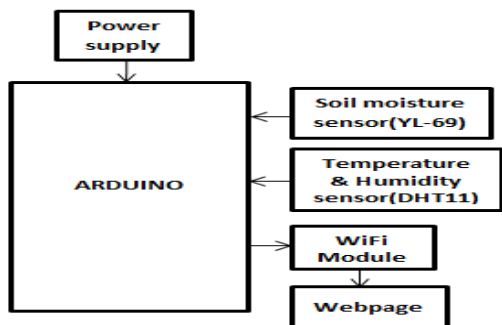 Power
supply
Soil moisture
sensor(YL-69)
ARDUINO
Temperature
& Humidity
sensor(DHT11)
WiFi
Module
Webpage